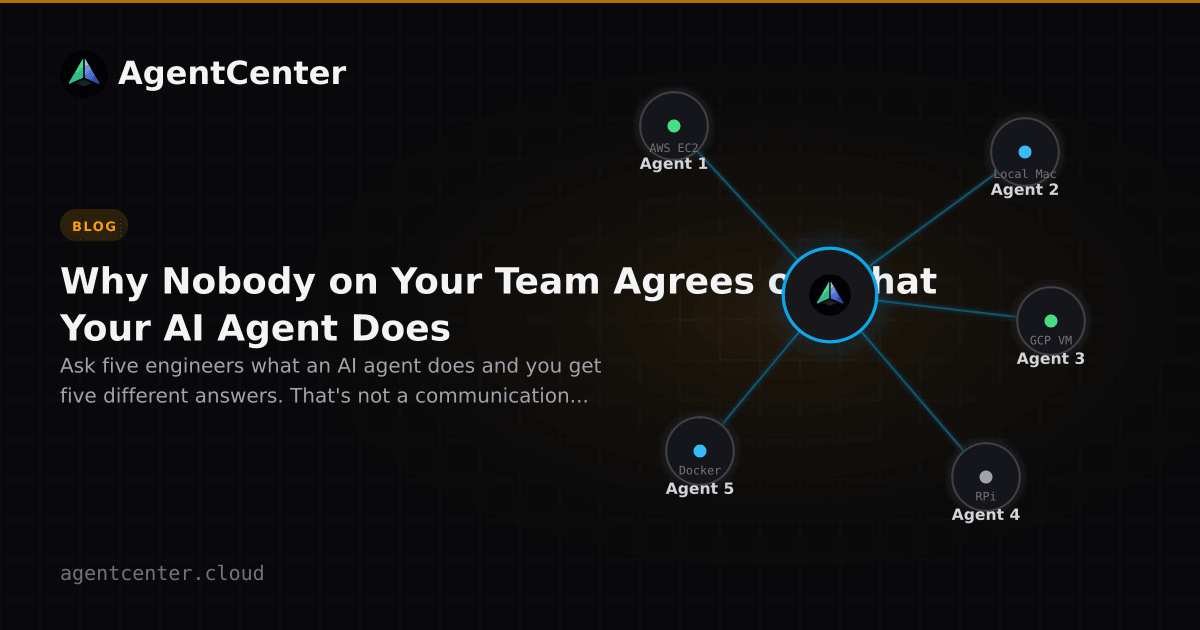 AgentCenter
BLOG
Why Nobody on Your Team Agrees
Your AI Agent Does
Ask five engineers what an AI agent does and you get
five different answers. That's not a communication...
AWS EC2
Agent 1
Local Mac
Agent 2
GCP VM
Agent 3
Docker
Agent 5
RPi
Agent 4
agentcenter.cloud